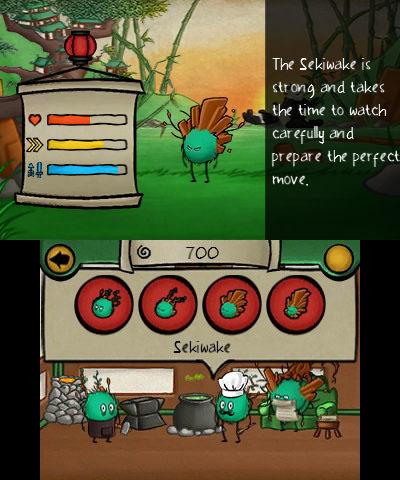 The Sekiwake is
strong and takes
the time to watch
carefully and
prepare the perfect
move.
700
Sekiwake